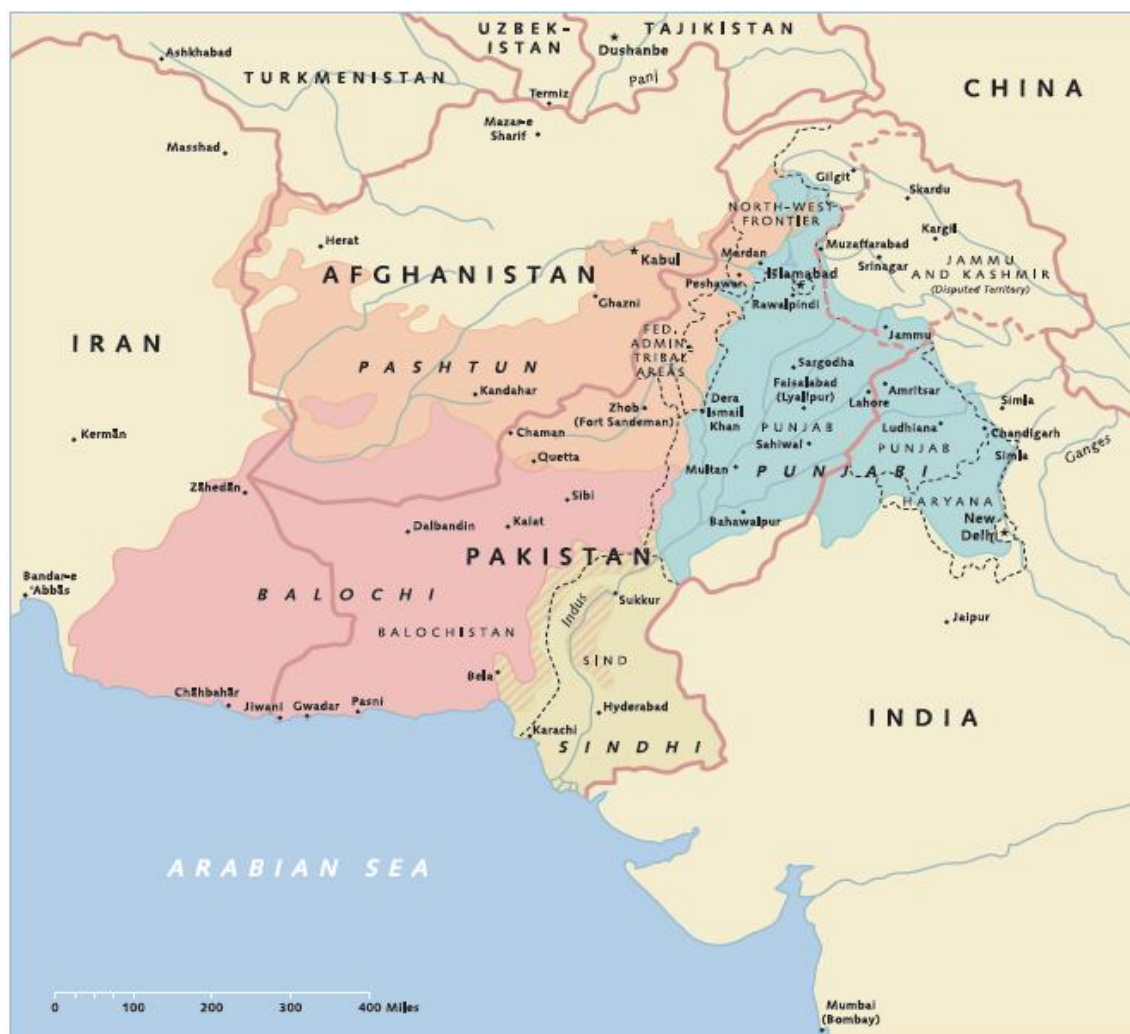 UZBEK-
ISTAN
TAJIKISTAN
Dushanbe
Ashkhabad
TURKMENISTAN
Panj
CHINA
Termiz
Mazar-e
Sharif
Masshad
Gilgit
Skardu
NORTH-WEST
FRONTIER
Kargil
Herat
Muzaffarabad
Srinagar
JAMMU
AND KASHMIR
(Disputed Territory)
AFGHANISTAN
Kabul
Mardan
Islamabad
Peshawar
Rawalpindi
Ghazni
IRAN
FED.
ADMIN.
TRIBAL
AREAS
Jammu
PASHTUN
Sargodha
Kandahar
Faisalabad
(Lyallpur)
Amritsar
Lahore
Simla
Dera
Ismail
Khan
Zhob
(Fort Sandeman)
Kermān
Chaman
PUNJAB
Ludhiana
Chandigarh
Sahiwal
PUNJAB
Simla
Ganges
Quetta
Multan
PUNJABI
Zāhedān
Sibi
HARYANA
Dalbandin
Kalat
Bahawalpur
New
Delhi
PAKISTAN
Bandar-e
'Abbās
BALOCHI
Indus
Sukkur
Jaipur
BALOCHISTAN
SIND
Bela
Chāhbahār
Jiwani
Gwadar
Pasni
Hyderabad
INDIA
Karachi
SINDHI
ARABIAN SEA
0 100 200 300 400 Miles
Mumbai
(Bombay)